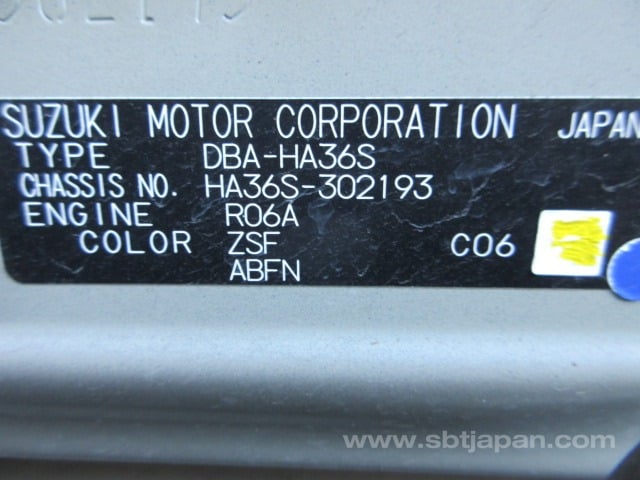 SUZUKI MOTOR CORPORATION JAPAN
TYPE DBA-HA36S
CHASSIS NO. HA36S-302193
ENGINE R06A
COLOR ZSF C06
ABFN
www.sbtjapan.com